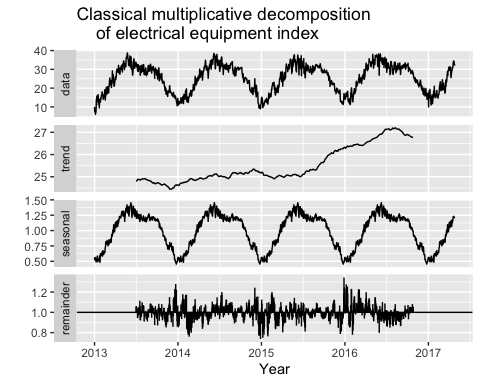 Classical multiplicative decomposition
of electrical equipment index
data
40
30
20
10
trend
27
26
25
seasonal
1.50
1.25
1.00
0.75
0.50
remainder
1.2
1.0
0.8
2013
2014
2015
2016
2017
Year